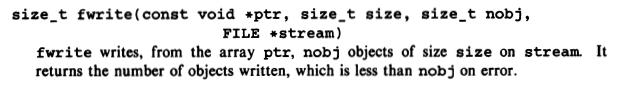 size_t fwrite(const void *ptr, size_t size, size_t nobj,
FILE *stream)
fwrite writes, from the array ptr, nobj objects of size size on stream. It
returns the number of objects written, which is less than nobj on error.